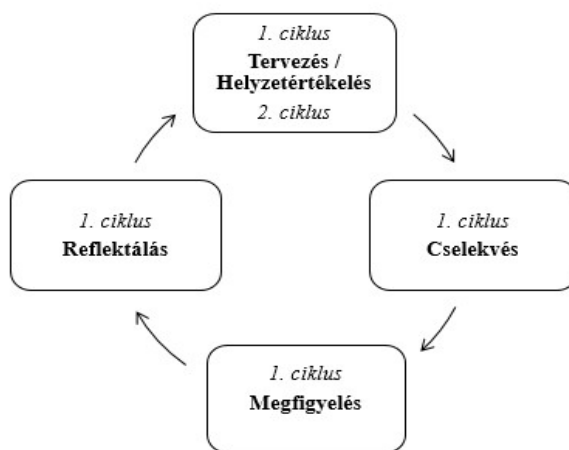 1. ciklus
Tervezés /
Helyzetértékelés
2. ciklus
1. ciklus
Reflektálás
1. ciklus
Cselekvés
1. ciklus
Megfigyelés